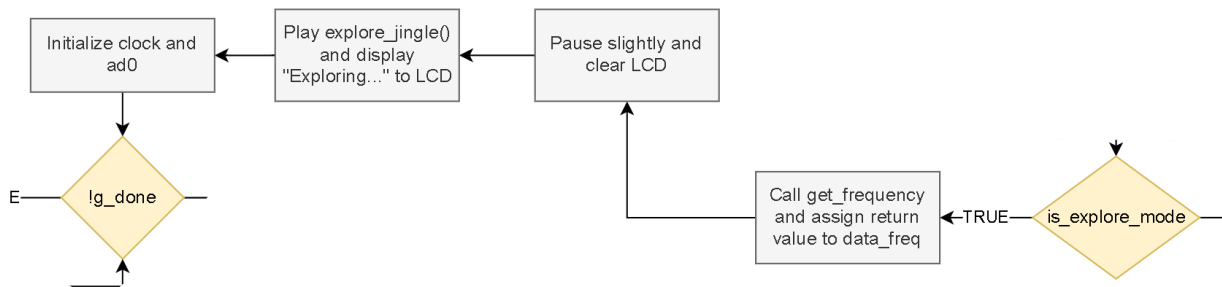 Initialize clock and
ad0
Play explore_jingle()
and display
"Exploring..." to LCD
Pause slightly and
clear LCD
E
!g_done
Call get_frequency
and assign return
value to data_freq
TRUE
is_explore_mode